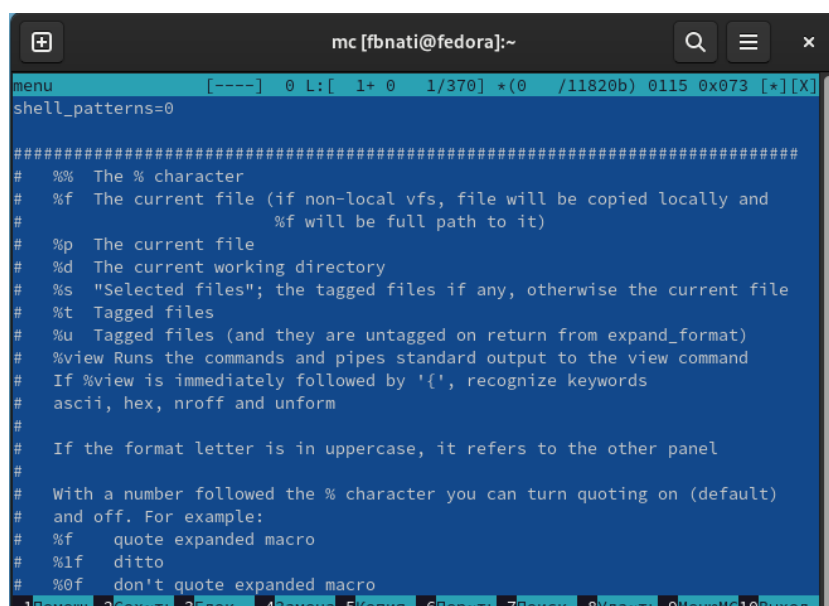 mc [fbnati@fedora]:~
menu [----] 0 L:[ 1+ 0 1/370] *(0 /11820b) 0115 0x073 [*][X]
shell_patterns=0
##############################################################################
# %% The % character
# %f The current file (if non-local vfs, file will be copied locally and
# %f will be full path to it)
# %p The current file
# %d The current working directory
# %s "Selected files"; the tagged files if any, otherwise the current file
# %t Tagged files
# %u Tagged files (and they are untagged on return from expand_format)
# %view Runs the commands and pipes standard output to the view command
# If %view is immediately followed by '{', recognize keywords
# ascii, hex, nroff and unform
#
# If the format letter is in uppercase, it refers to the other panel
#
# With a number followed the % character you can turn quoting on (default)
# and off. For example:
# %f quote expanded macro
# %1f ditto
# %0f don't quote expanded macro